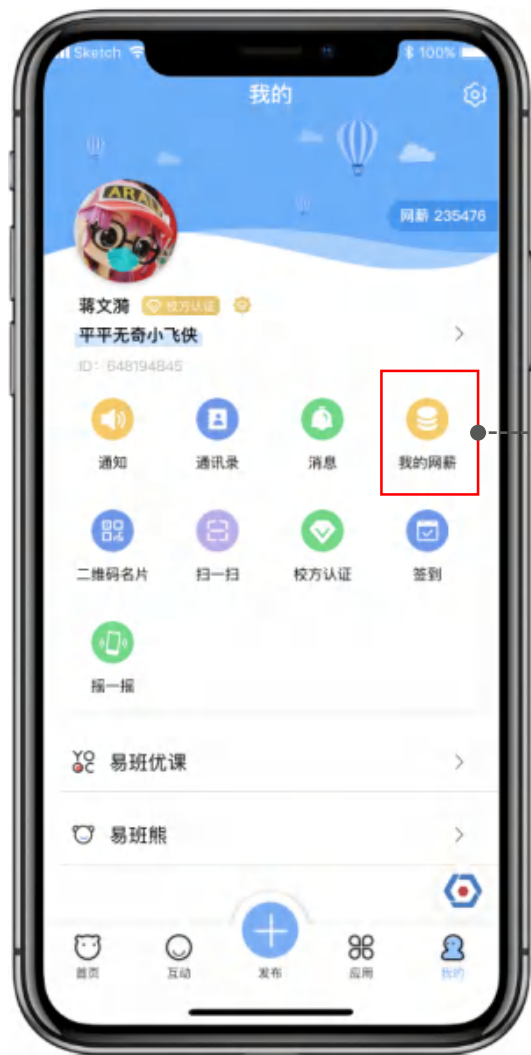 Sketch
100%
我的
ARAL
网薪 235476
蒋文漪 校方认证
平平无奇小飞侠
ID: 648194845
通知 通讯录 消息 我的网薪
二维码名片 扫一扫 校方认证 签到
摇一摇
YOOC 易班优课
易班熊
首页 互动 发布 应用 我的